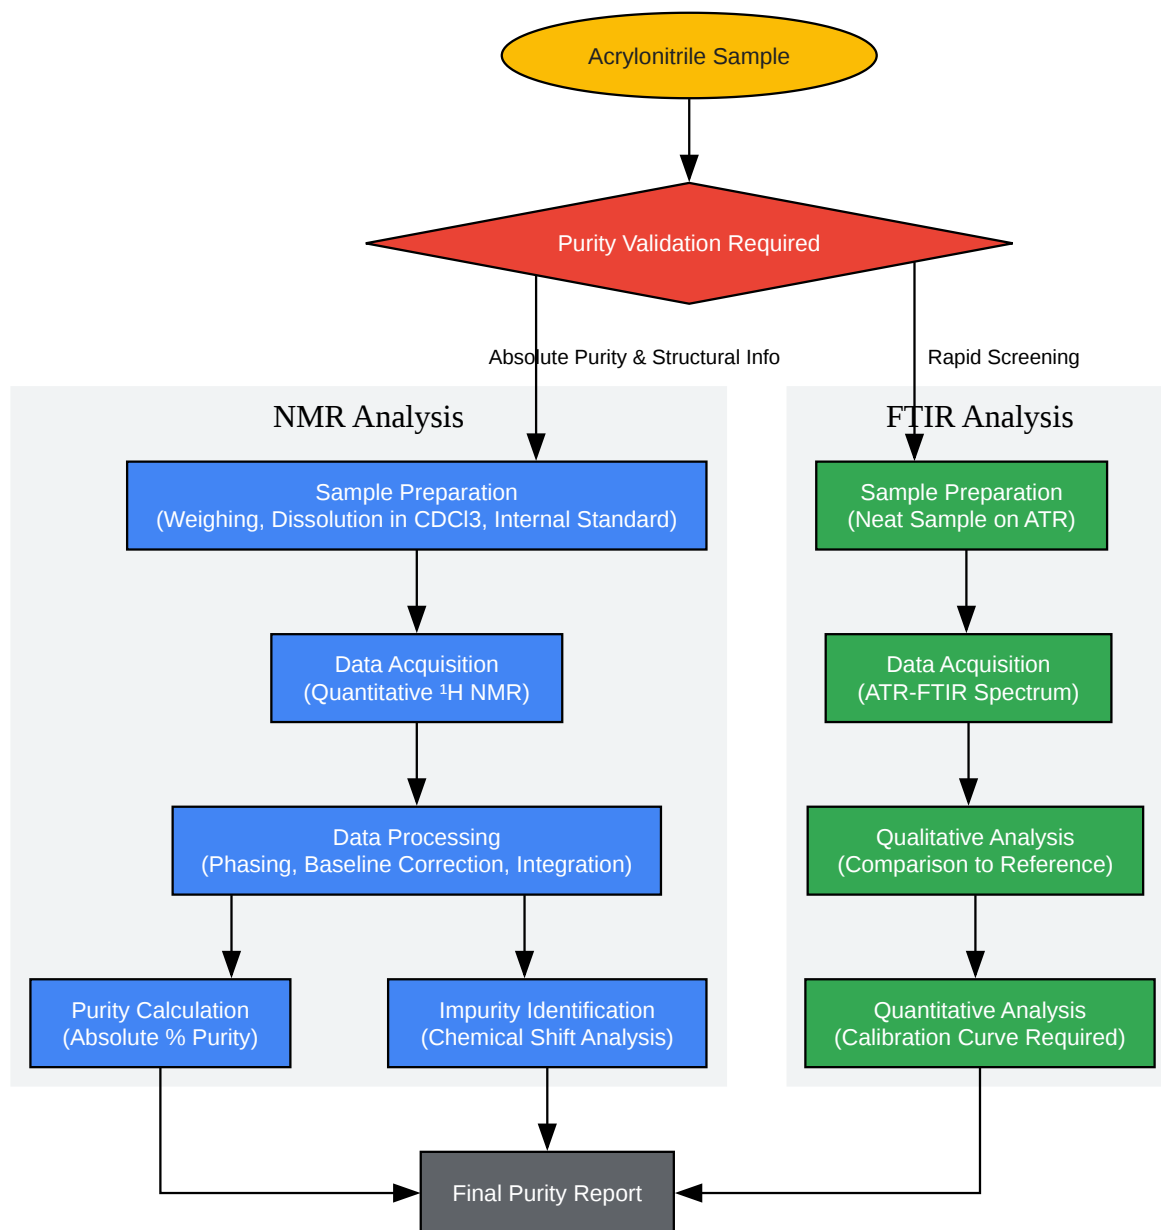 Acrylonitrile Sample
Purity Validation Required
Absolute Purity & Structural Info
Rapid Screening
NMR Analysis
Sample Preparation
(Weighing, Dissolution in CDCl3, Internal Standard)
Data Acquisition
(Quantitative ¹H NMR)
Data Processing
(Phasing, Baseline Correction, Integration)
Purity Calculation
(Absolute % Purity)
Impurity Identification
(Chemical Shift Analysis)
FTIR Analysis
Sample Preparation
(Neat Sample on ATR)
Data Acquisition
(ATR-FTIR Spectrum)
Qualitative Analysis
(Comparison to Reference)
Quantitative Analysis
(Calibration Curve Required)
Final Purity Report